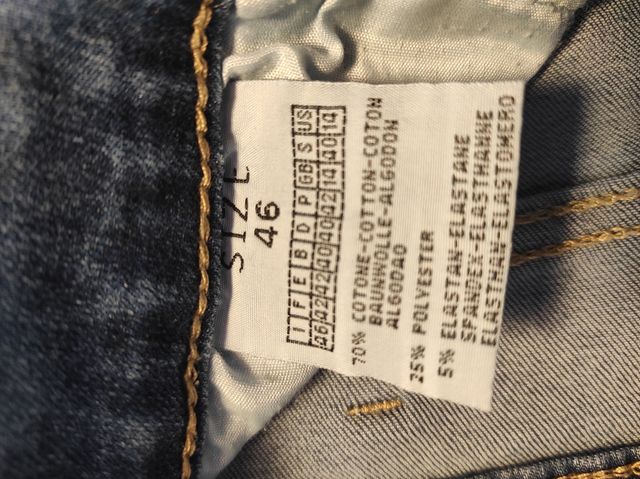 SIZE
46
I F E B D P GB S US
46 42 42 40 40 42 14 40 14
70% COTONE-COTTON-COTON
BAUNWOLLE-ALGODON
ALGODAO
25% POLYESTER
5% ELASTAN-ELASTANE
SPANDEX-ELASTHANNE
ELASTHAN-ELASTOMERO